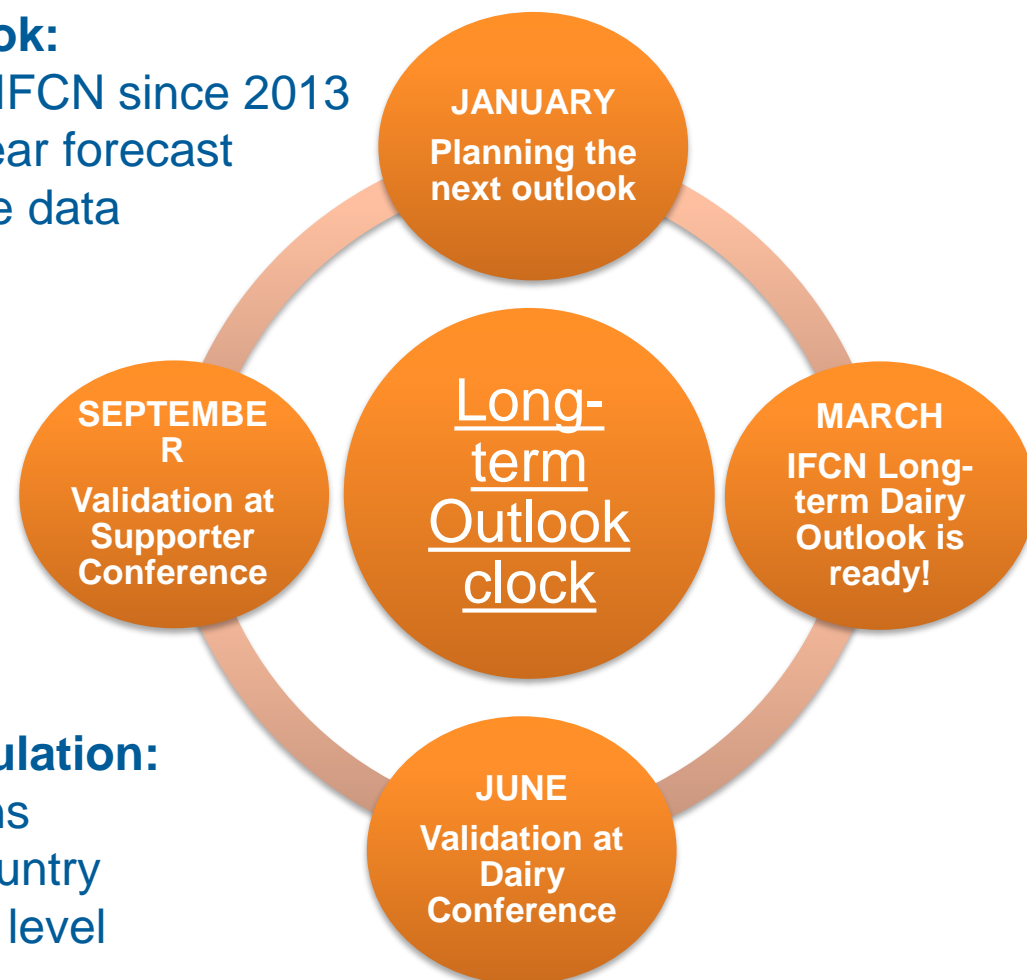 ok:
IFCN since 2013
ear forecast
e data
JANUARY
Planning the
next outlook
SEPTEMBE
R
Validation at
Supporter
Conference
Long-
term
Outlook
clock
MARCH
IFCN Long-
term Dairy
Outlook is
ready!
ulation:
ns
untry
level
JUNE
Validation at
Dairy
Conference